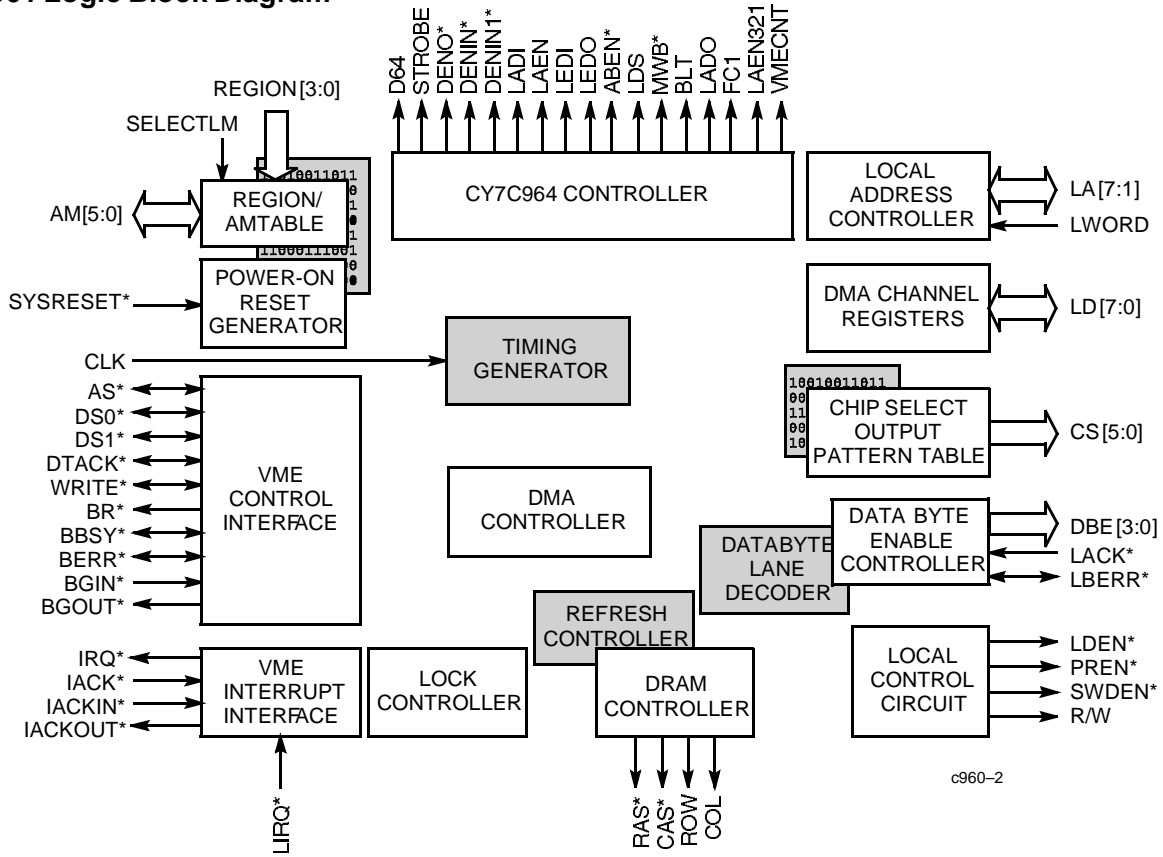 D64
STROBE
DENO*
DENIN*
DENIN1*
LADI
LAEN
LEDI
LEDO
ABEN*
LDS
MWB*
BLT
LADO
FC1
LAEN321
VMECNT
REGION[3:0]
SELECTLM
AM[5:0]
REGION/
AMTABLE
11000111001
CY7C964 CONTROLLER
LOCAL
ADDRESS
CONTROLLER
LA[7:1]
LWORD
SYSRESET*
POWER-ON
RESET
GENERATOR
DMA CHANNEL
REGISTERS
LD[7:0]
CLK
TIMING
GENERATOR
10010011011
00
11
00
10
CHIP SELECT
OUTPUT
PATTERN TABLE
CS[5:0]
AS*
DS0*
DS1*
DTACK*
WRITE*
BR*
BBSY*
BERR*
BGIN*
BGOUT*
VME
CONTROL
INTERFACE
DMA
CONTROLLER
DATABYTE
LANE
DECODER
DATA BYTE
ENABLE
CONTROLLER
DBE[3:0]
LACK*
LBERR*
IRQ*
IACK*
IACKIN*
IACKOUT*
VME
INTERRUPT
INTERFACE
LIRQ*
LOCK
CONTROLLER
REFRESH
CONTROLLER
DRAM
CONTROLLER
RAS*
CAS*
ROW
COL
LOCAL
CONTROL
CIRCUIT
LDEN*
PREN*
SWDEN*
R/W
c960–2